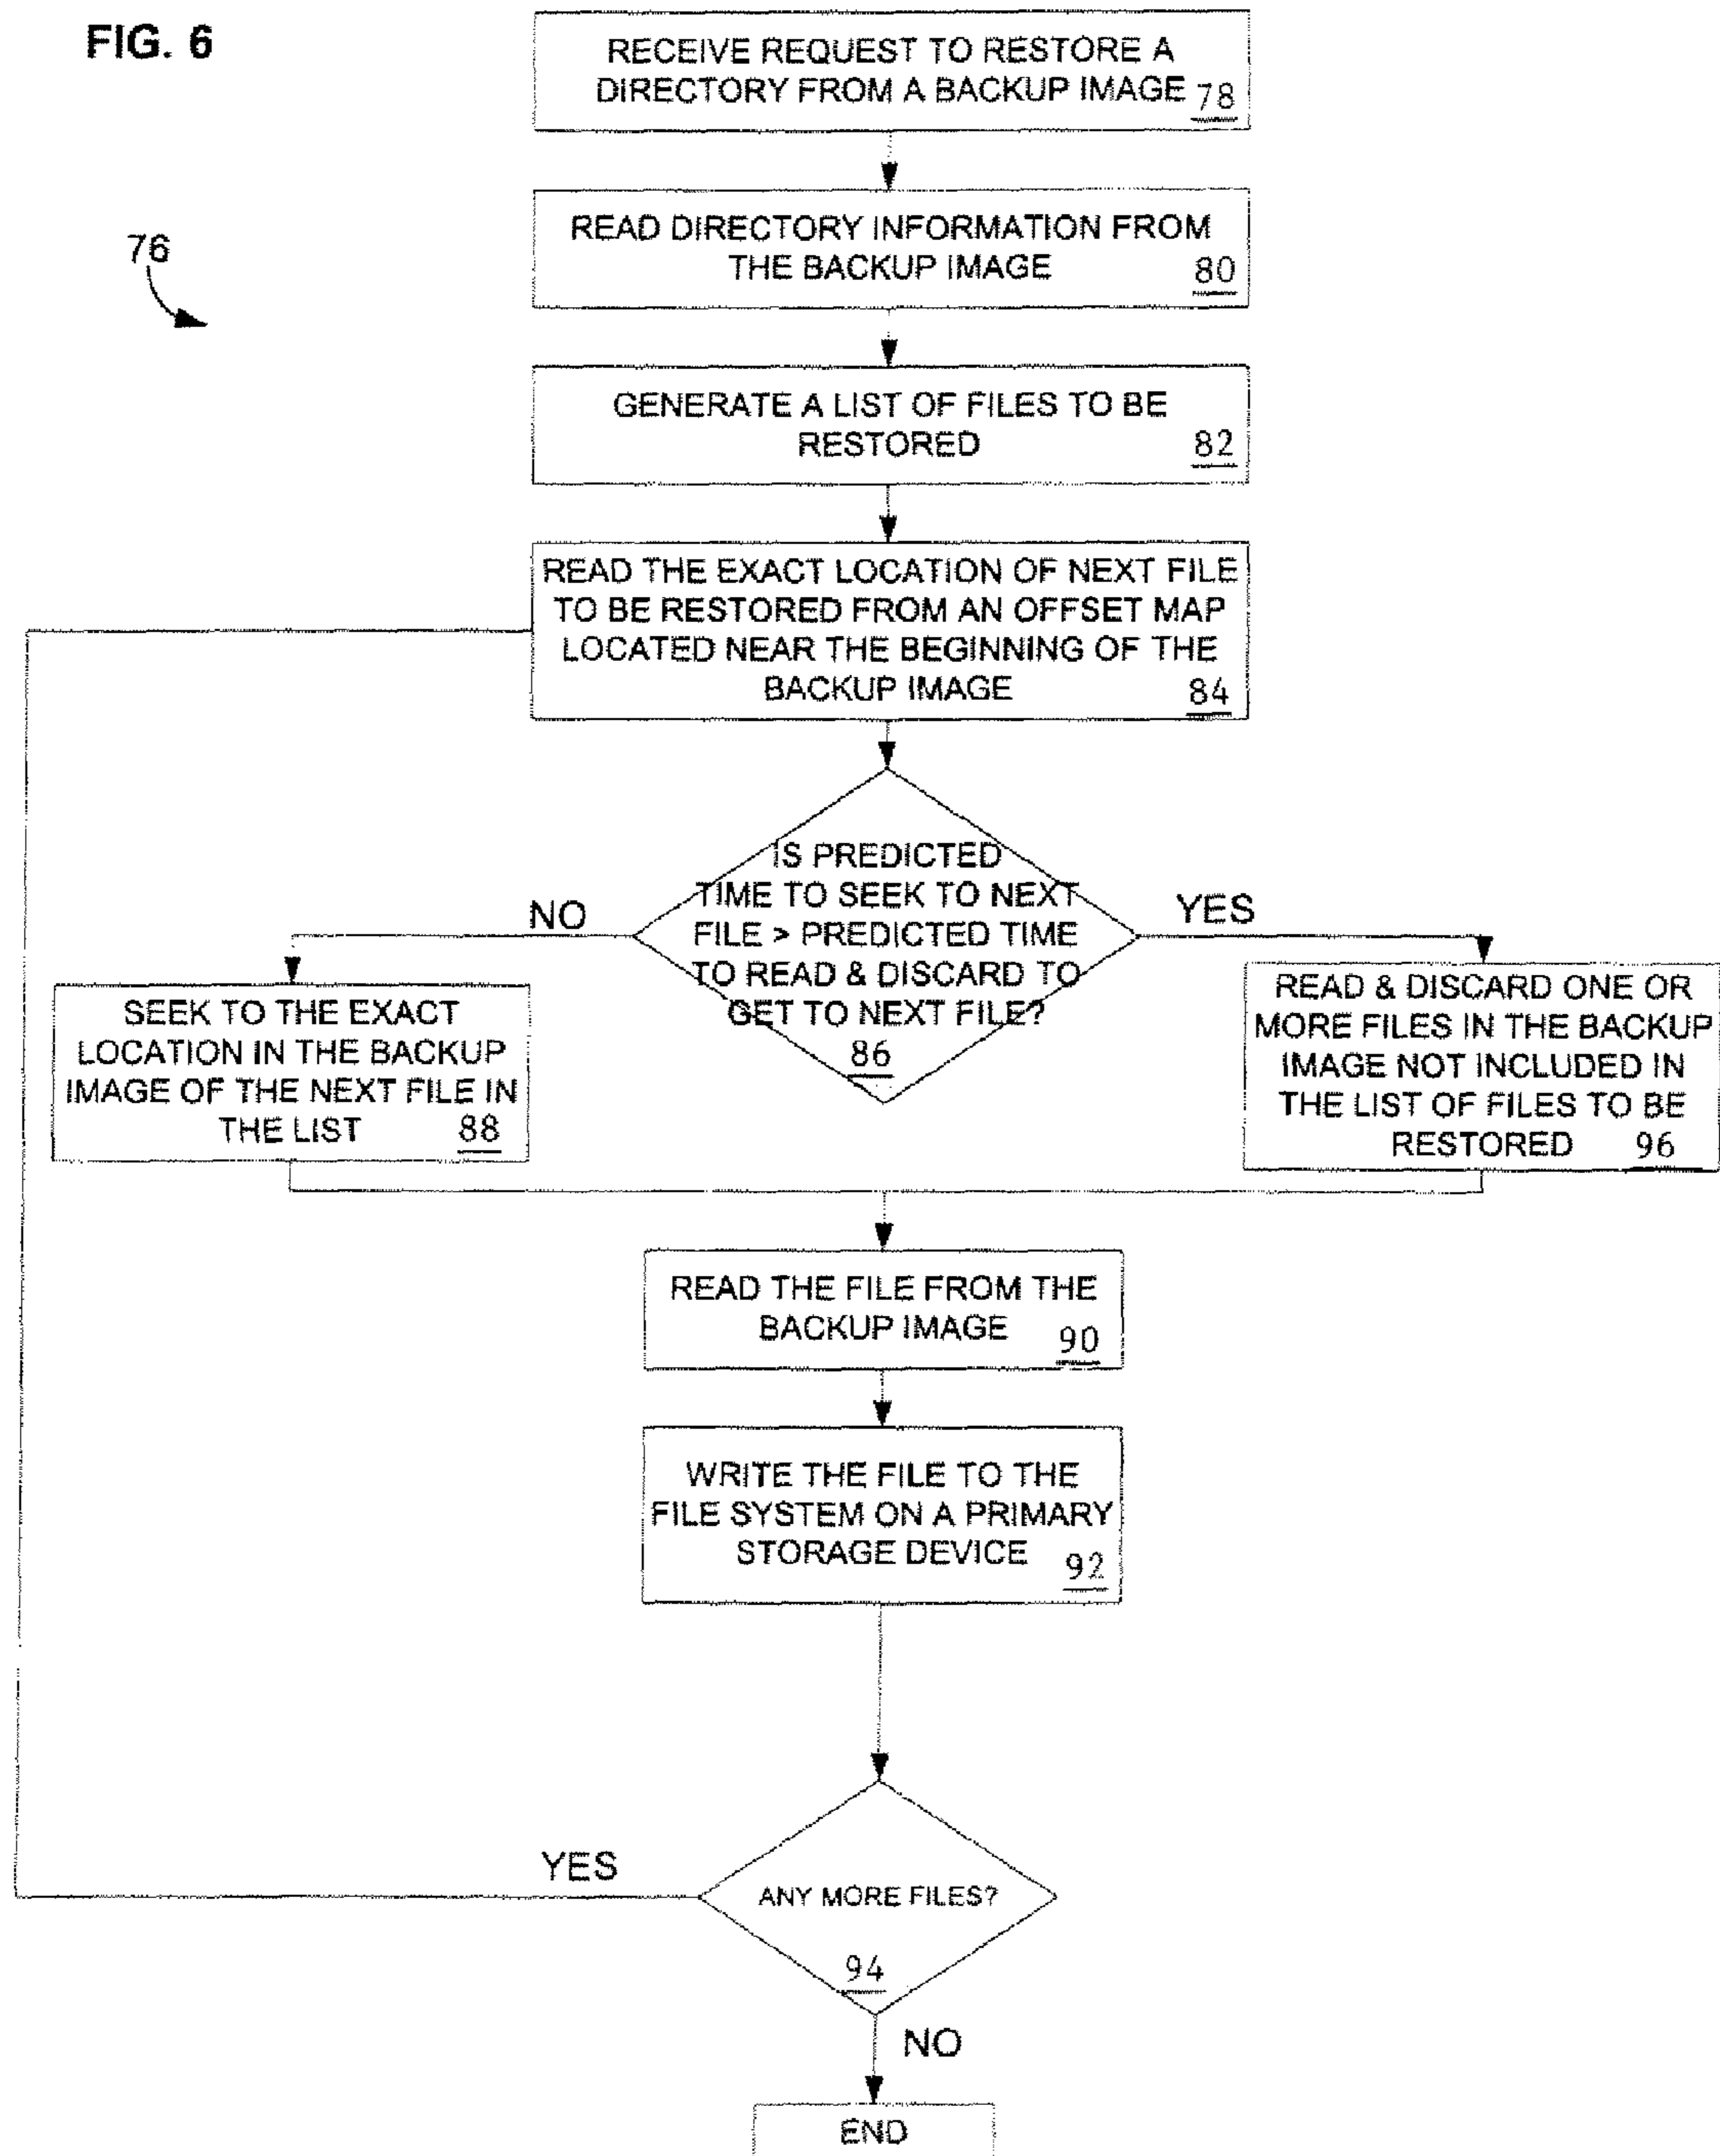 FIG. 6
RECEIVE REQUEST TO RESTORE A
DIRECTORY FROM A BACKUP IMAGE 78
76
READ DIRECTORY INFORMATION FROM
THE BACKUP IMAGE 80
GENERATE A LIST OF FILES TO BE
RESTORED 82
READ THE EXACT LOCATION OF NEXT FILE
TO BE RESTORED FROM AN OFFSET MAP
LOCATED NEAR THE BEGINNING OF THE
BACKUP IMAGE 84
IS PREDICTED
TIME TO SEEK TO NEXT
FILE > PREDICTED TIME
TO READ & DISCARD TO
GET TO NEXT FILE?
86
NO
YES
SEEK TO THE EXACT
LOCATION IN THE BACKUP
IMAGE OF THE NEXT FILE IN
THE LIST 88
READ & DISCARD ONE OR
MORE FILES IN THE BACKUP
IMAGE NOT INCLUDED IN
THE LIST OF FILES TO BE
RESTORED 96
READ THE FILE FROM THE
BACKUP IMAGE 90
WRITE THE FILE TO THE
FILE SYSTEM ON A PRIMARY
STORAGE DEVICE 92
YES
ANY MORE FILES?
94
NO
END